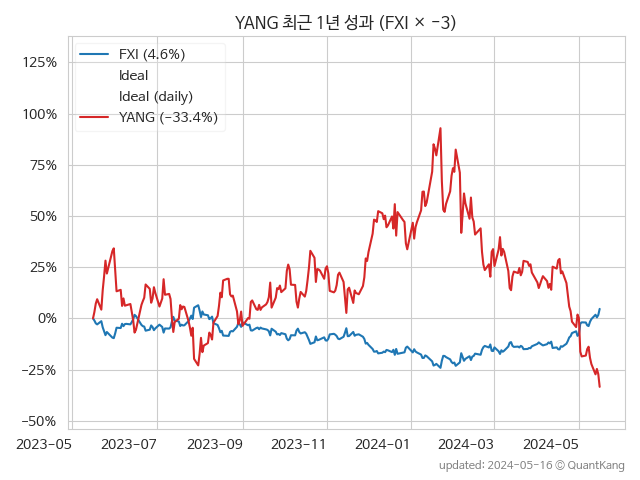 YANG 최근 1년 성과 (FXI × −3)
FXI (4.6%)
Ideal
Ideal (daily)
YANG (−33.4%)
125%
100%
75%
50%
25%
0%
−25%
−50%
2023-05 2023-07 2023-09 2023-11 2024-01 2024-03 2024-05
updated: 2024-05-16 © QuantKang